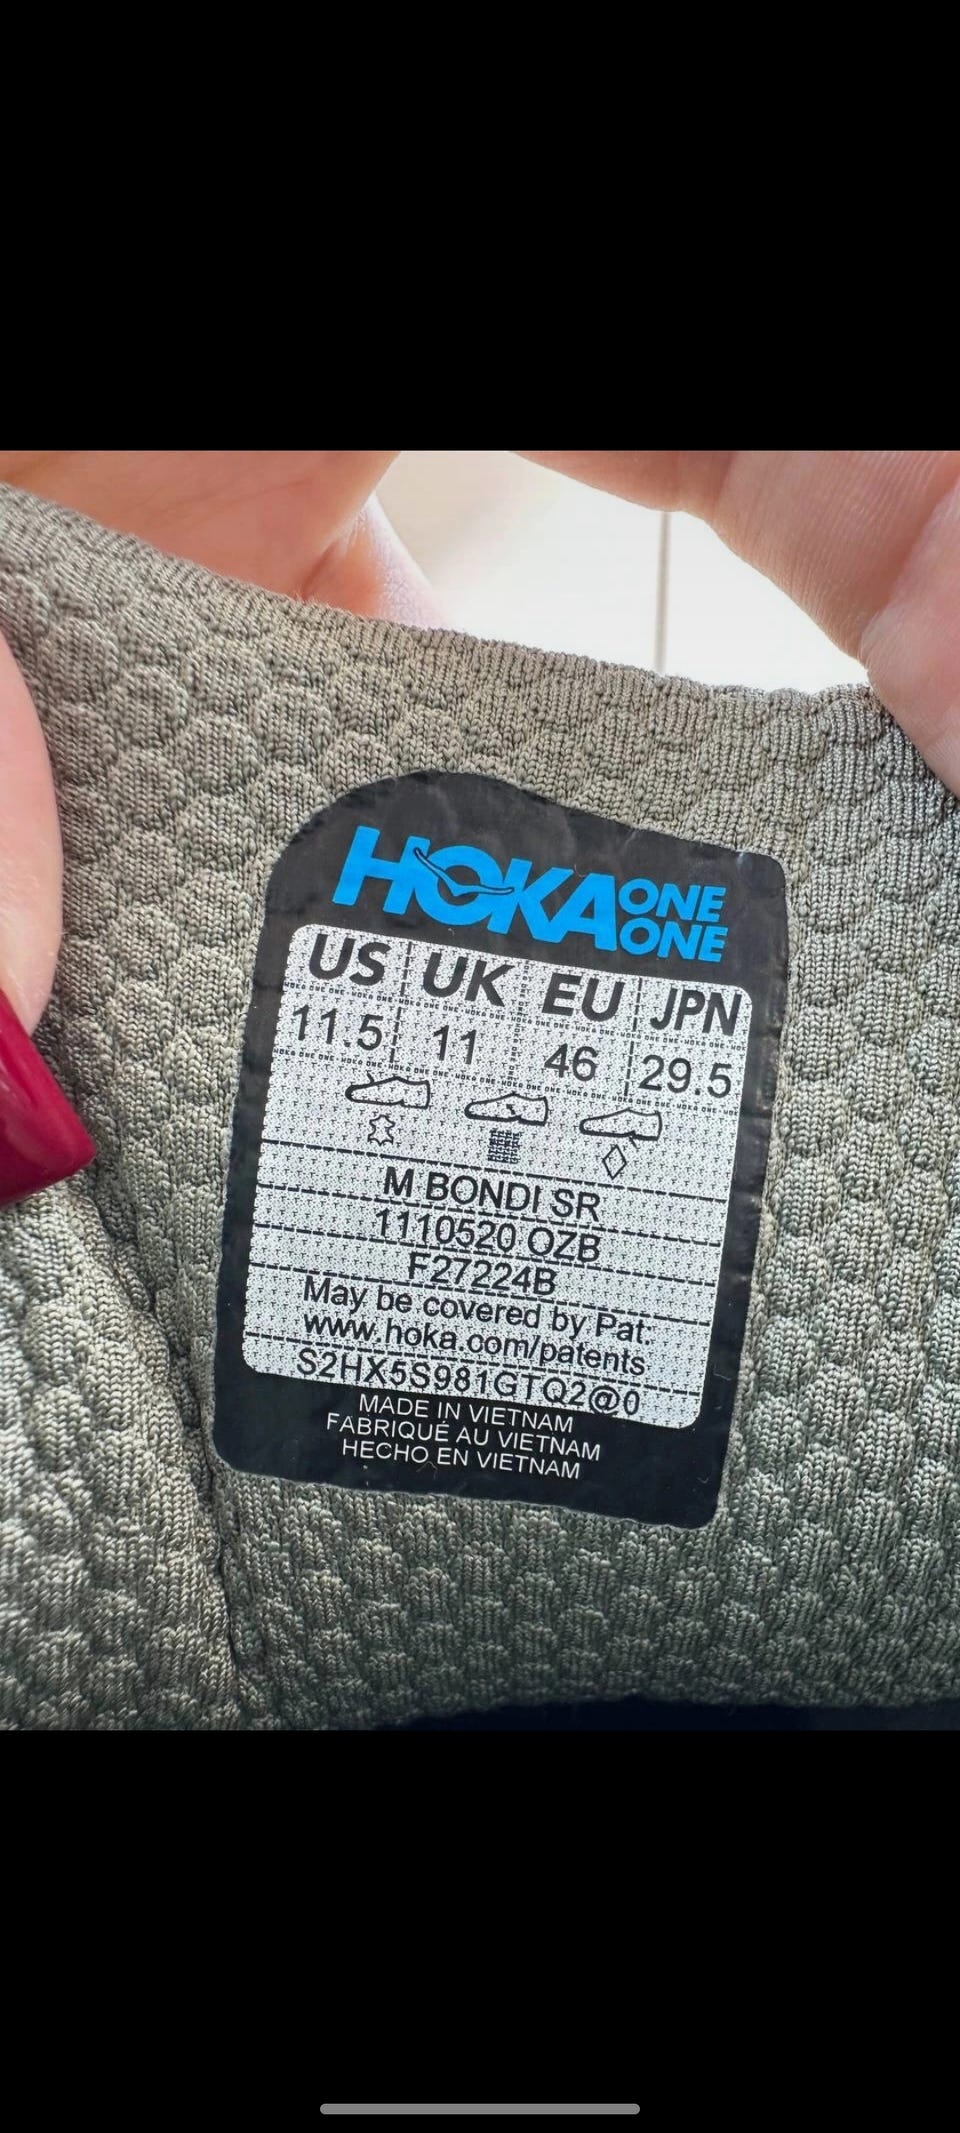 HOKA ONE ONE
US UK EU JPN
11.5 11 46 29.5
M BONDI SR
1110520 OZB
F27224B
May be covered by Pat.
www.hoka.com/patents
S2HX5S981GTQ2@0
MADE IN VIETNAM
FABRIQUÉ AU VIETNAM
HECHO EN VIETNAM